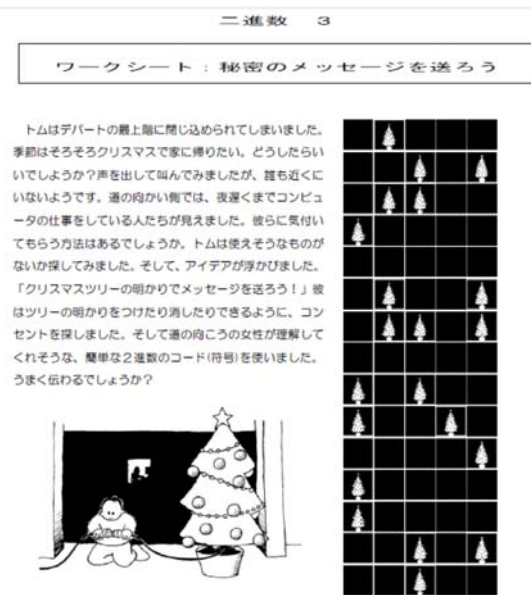 二進数 3
ワークシート:秘密のメッセージを送ろう
トムはデパートの最上階に閉じ込められてしまいました。
季節はそろそろクリスマスで家に帰りたい。どうしたらい
いでしょうか?声を出して叫んでみましたが、誰も近くに
いないようです。道の向かい側では、夜遅くまでコンピュ
ータの仕事をしている人たちが見えました。彼らに気付い
てもらう方法はあるでしょうか。トムは使えそうなものが
ないか探してみました。そして、アイデアが浮かびました。
「クリスマスツリーの明かりでメッセージを送ろう!」彼
はツリーの明かりをつけたり消したりできるように、コン
セントを探しました。そして道の向こうの女性が理解して
くれそうな、簡単な2進数のコード(符号)を使いました。
うまく伝わるでしょうか?